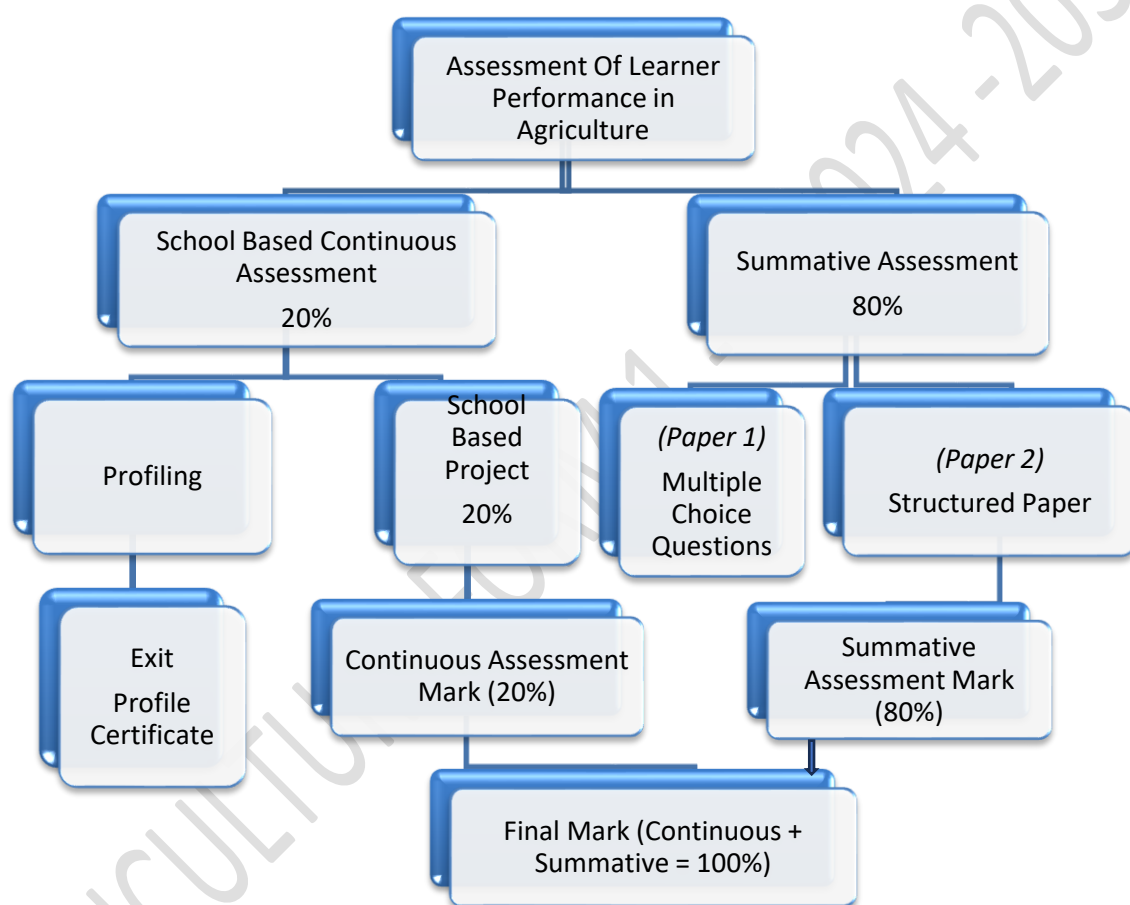 Assessment Of Learner
Performance in
Agriculture
School Based Continuous
Assessment
20%
Summative Assessment
80%
Profiling
School
Based
Project
20%
(Paper 1)
Multiple
Choice
Questions
(Paper 2)
Structured Paper
Exit
Profile
Certificate
Continuous Assessment
Mark (20%)
Summative
Assessment Mark
(80%)
Final Mark (Continuous +
Summative = 100%)